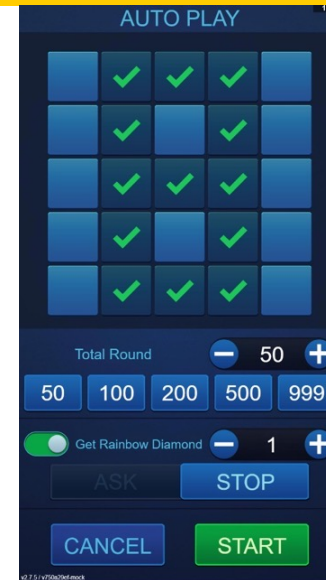 AUTO PLAY
Total Round
50
50 100 200 500 999
Get Rainbow Diamond
1
ASK STOP
CANCEL START